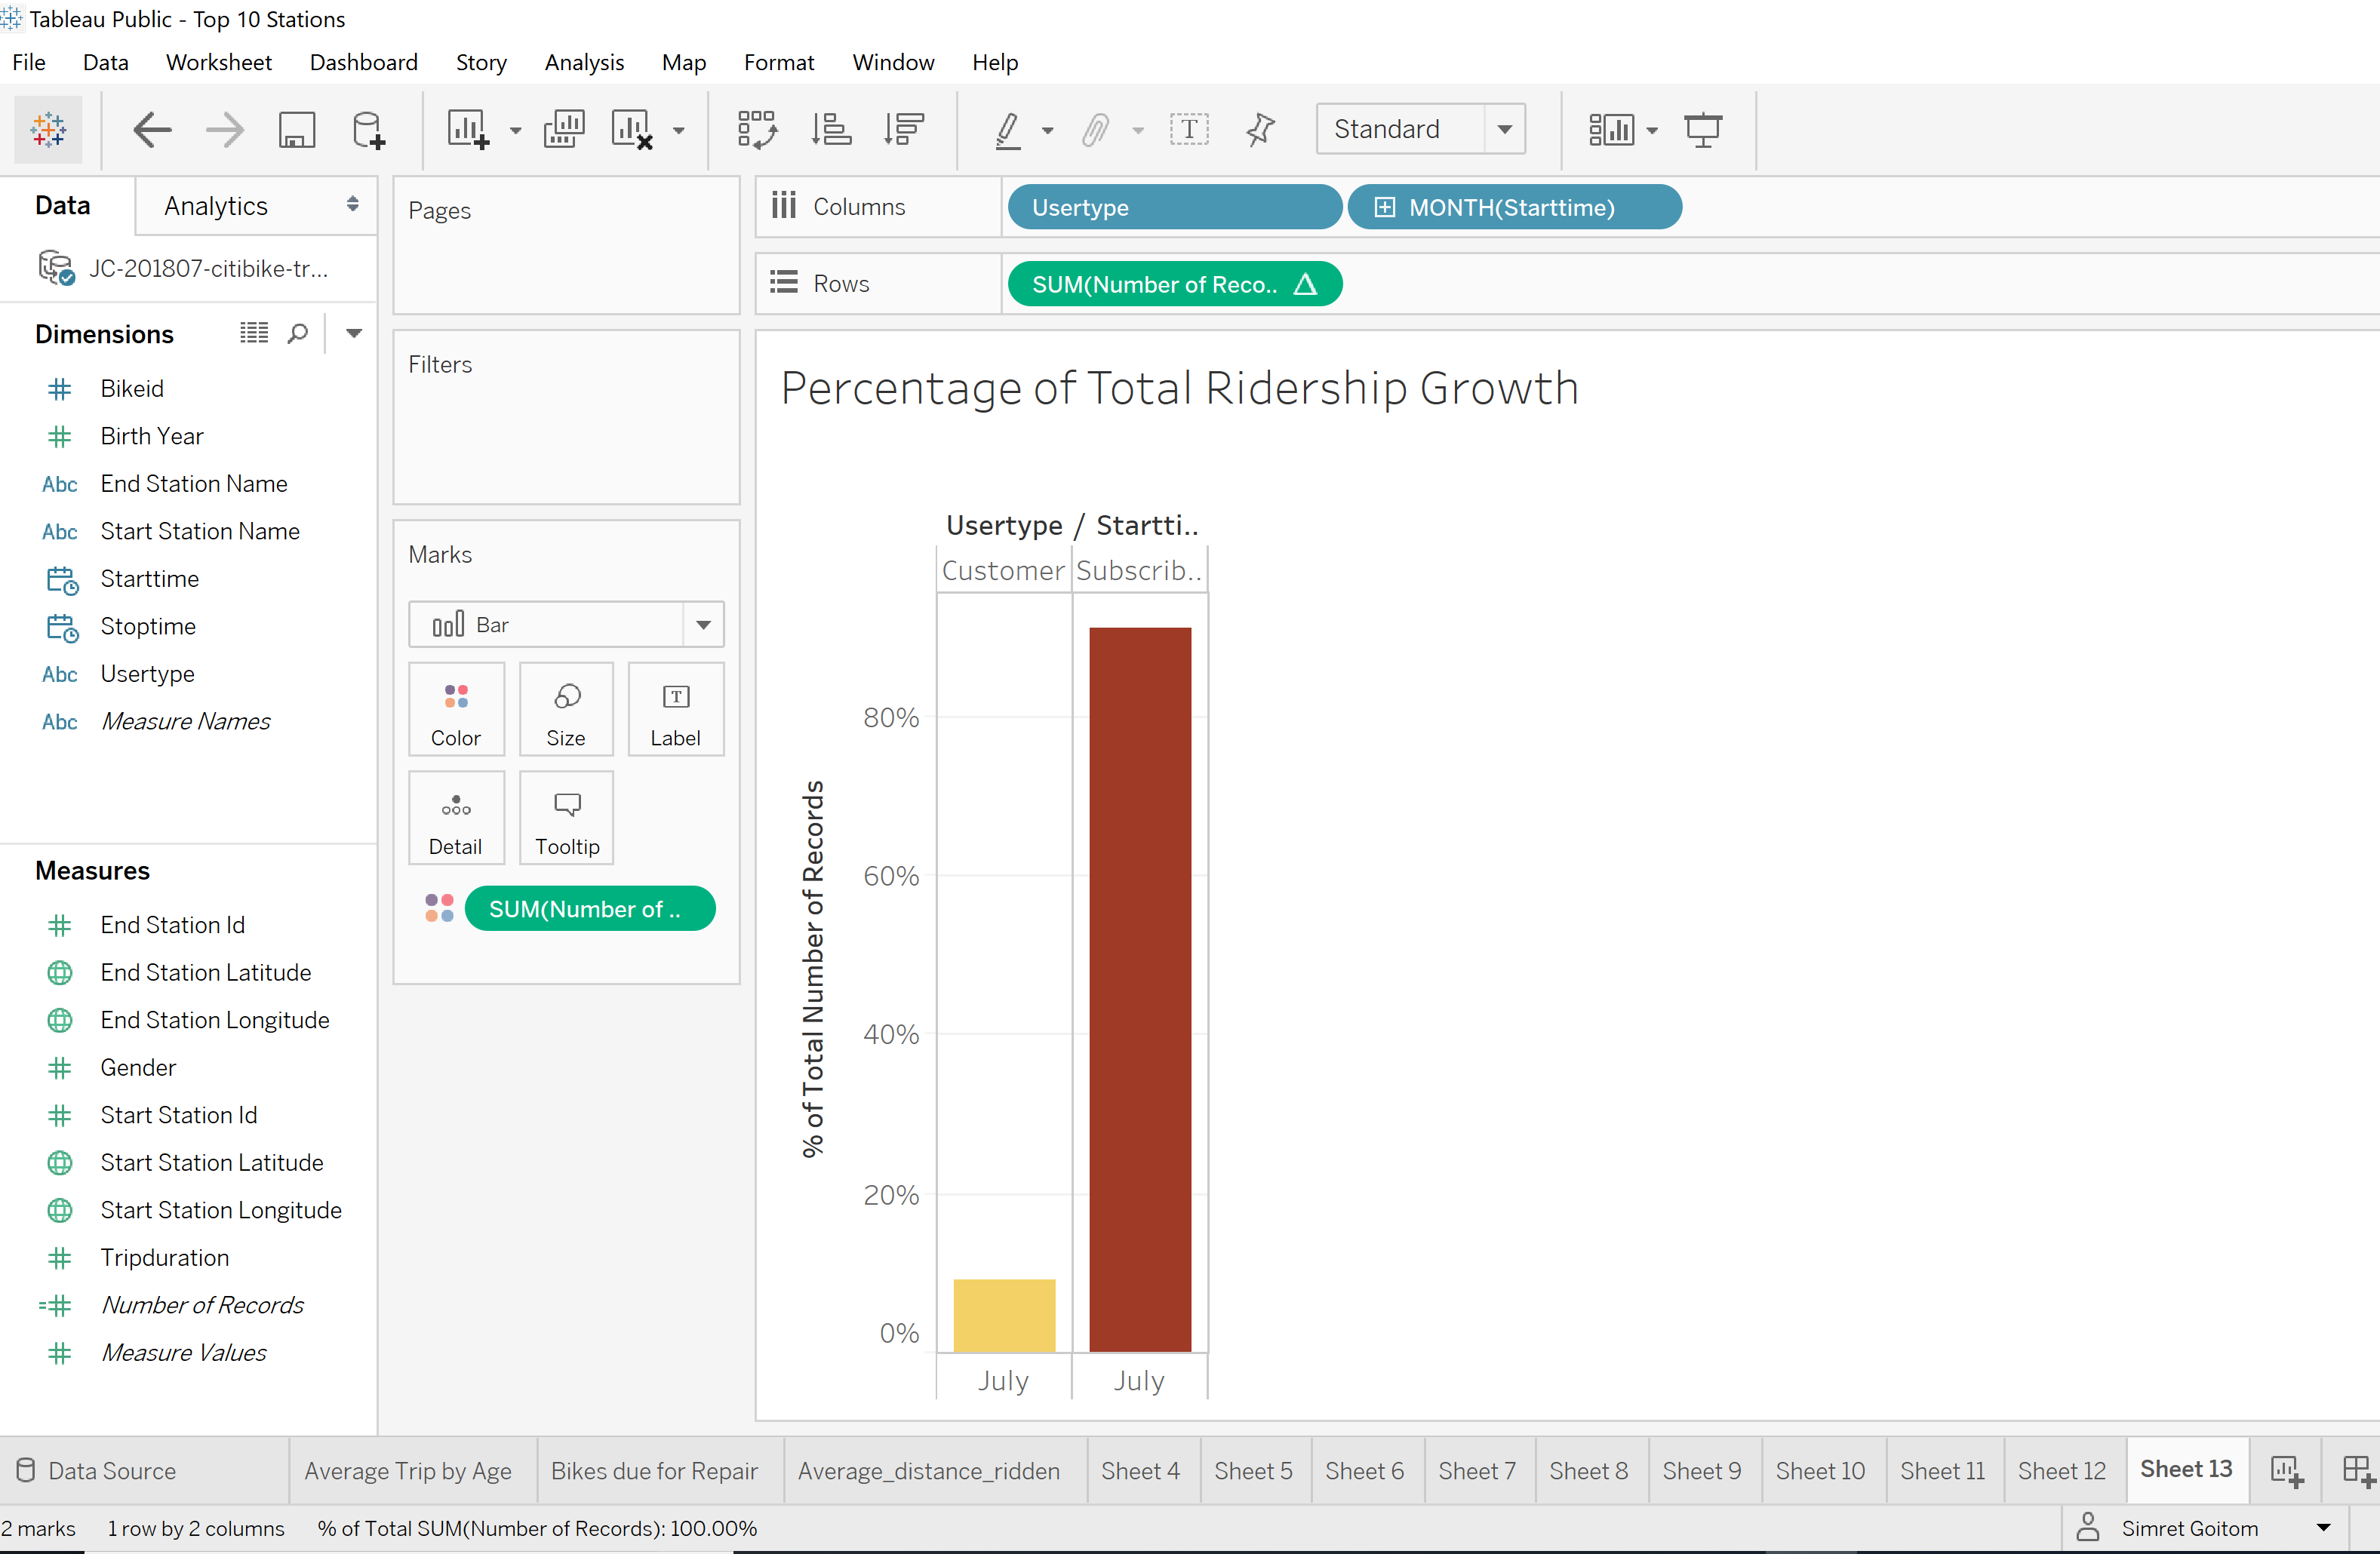 Tableau Public - Top 10 Stations
File Data Worksheet Dashboard Story Analysis Map Format Window Help
Standard
Data Analytics
JC-201807-citibike-tr...
Dimensions
Bikeid
Birth Year
Abc End Station Name
Abc Start Station Name
Starttime
Stoptime
Abc Usertype
Abc Measure Names
Measures
End Station Id
End Station Latitude
End Station Longitude
Gender
Start Station Id
Start Station Latitude
Start Station Longitude
Tripduration
Number of Records
Measure Values
Pages
Filters
Marks
Bar
Color Size Label
Detail Tooltip
SUM(Number of ..
Columns Usertype MONTH(Starttime)
Rows SUM(Number of Reco..
Percentage of Total Ridership Growth
Usertype / Startti..
Customer Subscrib..
% of Total Number of Records
80%
60%
40%
20%
0%
July July
Data Source Average Trip by Age Bikes due for Repair Average_distance_ridden Sheet 4 Sheet 5 Sheet 6 Sheet 7 Sheet 8 Sheet 9 Sheet 10 Sheet 11 Sheet 12 Sheet 13
2 marks 1 row by 2 columns % of Total SUM(Number of Records): 100.00% Simret Goitom